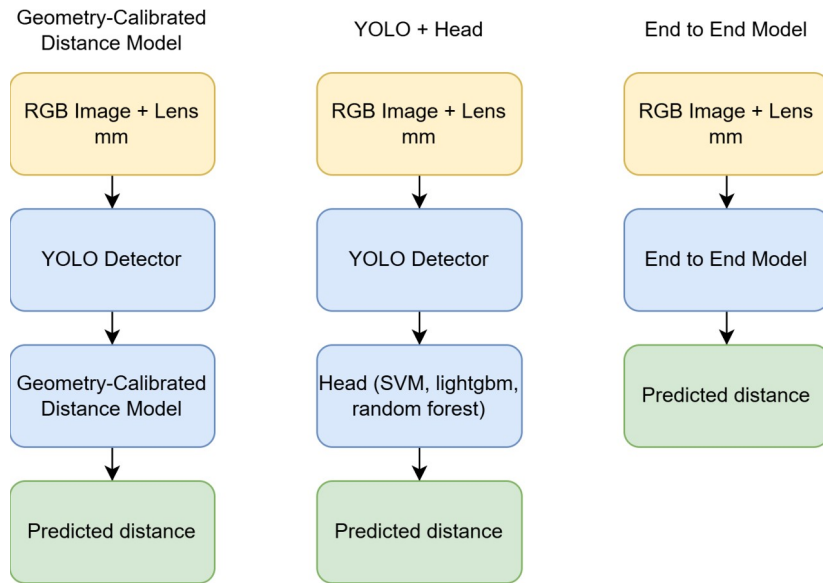 Geometry-Calibrated
Distance Model
RGB Image + Lens
mm
YOLO Detector
Geometry-Calibrated
Distance Model
Predicted distance
YOLO + Head
RGB Image + Lens
mm
YOLO Detector
Head (SVM, lightgbm,
random forest)
Predicted distance
End to End Model
RGB Image + Lens
mm
End to End Model
Predicted distance